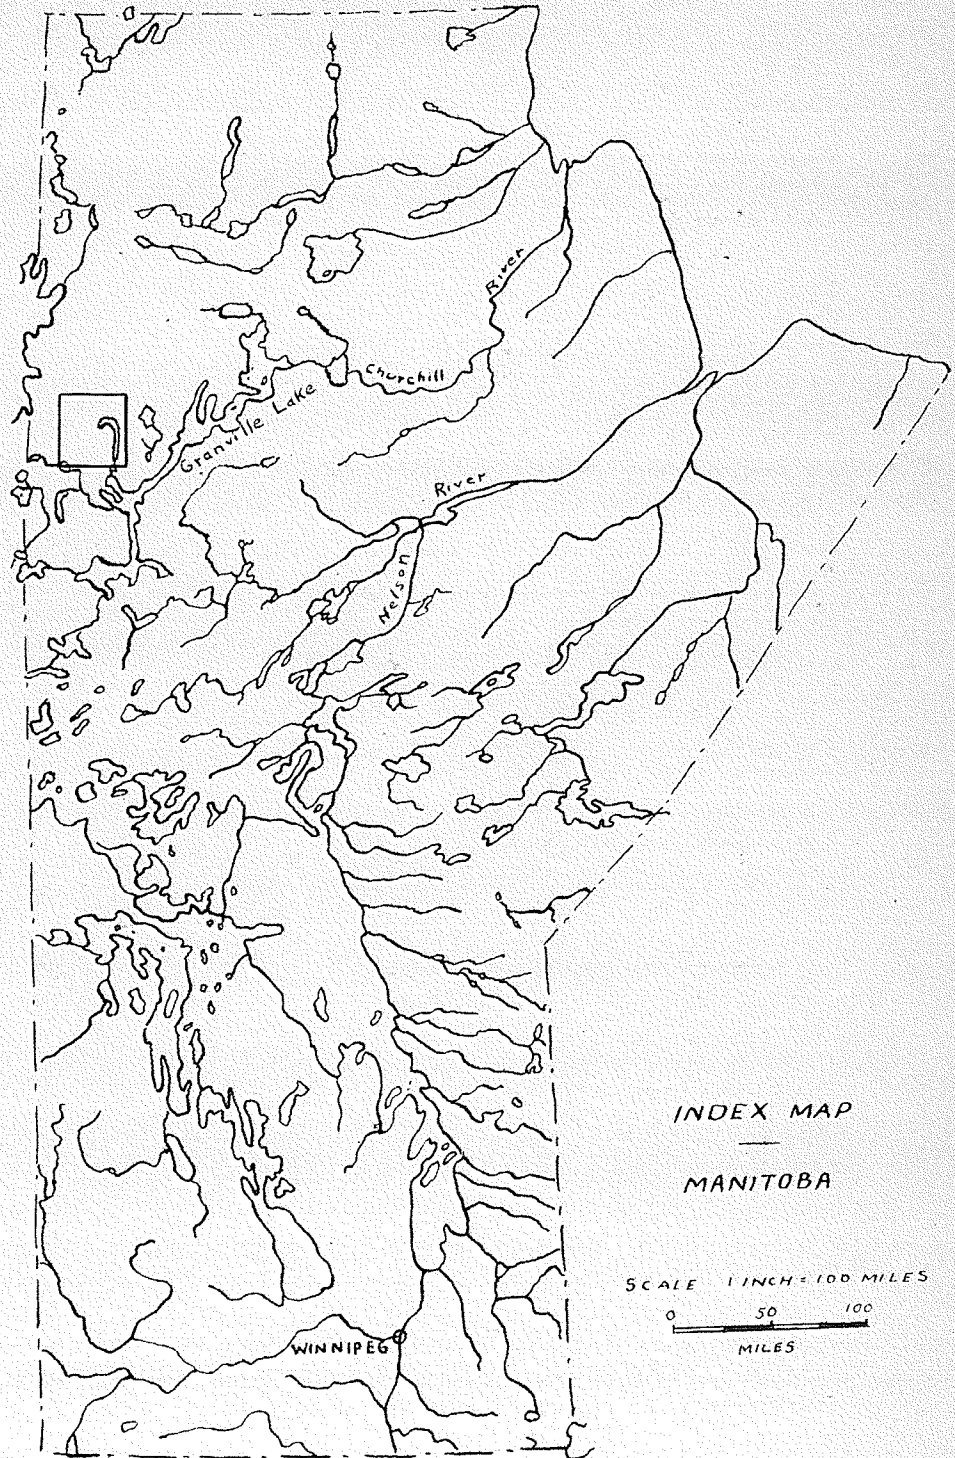 River
Churchill
Granville Lake
River
Nelson
INDEX MAP
MANITOBA
SCALE 1 INCH = 100 MILES
0 50 100
MILES
WINNIPEG